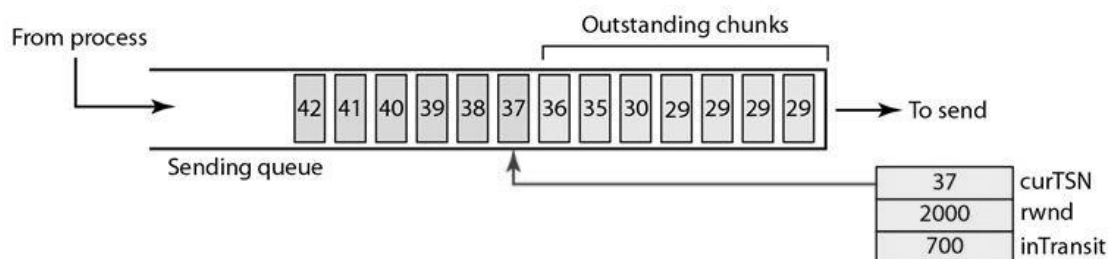 Outstanding chunks
From process
42 41 40 39 38 37 36 35 30 29 29 29 29
To send
Sending queue
37 curTSN
2000 rwnd
700 inTransit